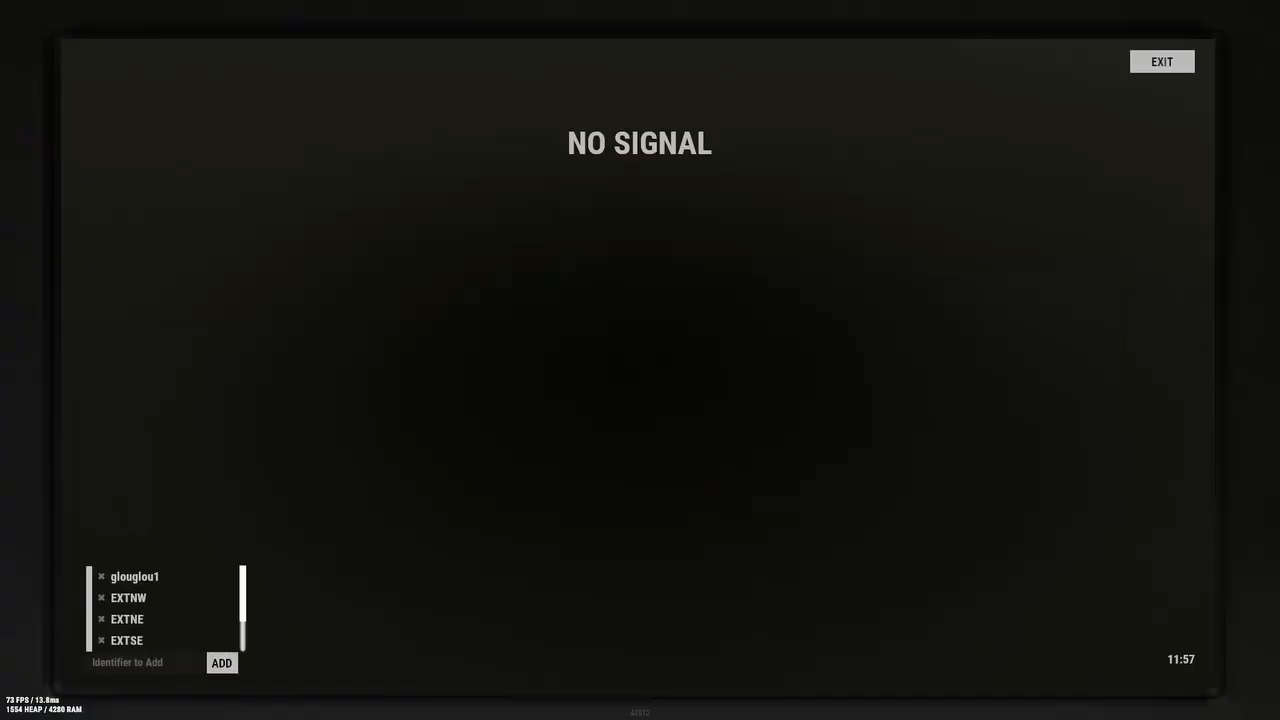 EXIT
NO SIGNAL
× glouglou1
× EXTNW
× EXTNE
× EXTSE
Identifier to Add
ADD
11:57
73 FPS / 13.8ms
1554 HEAP / 4280 RAM